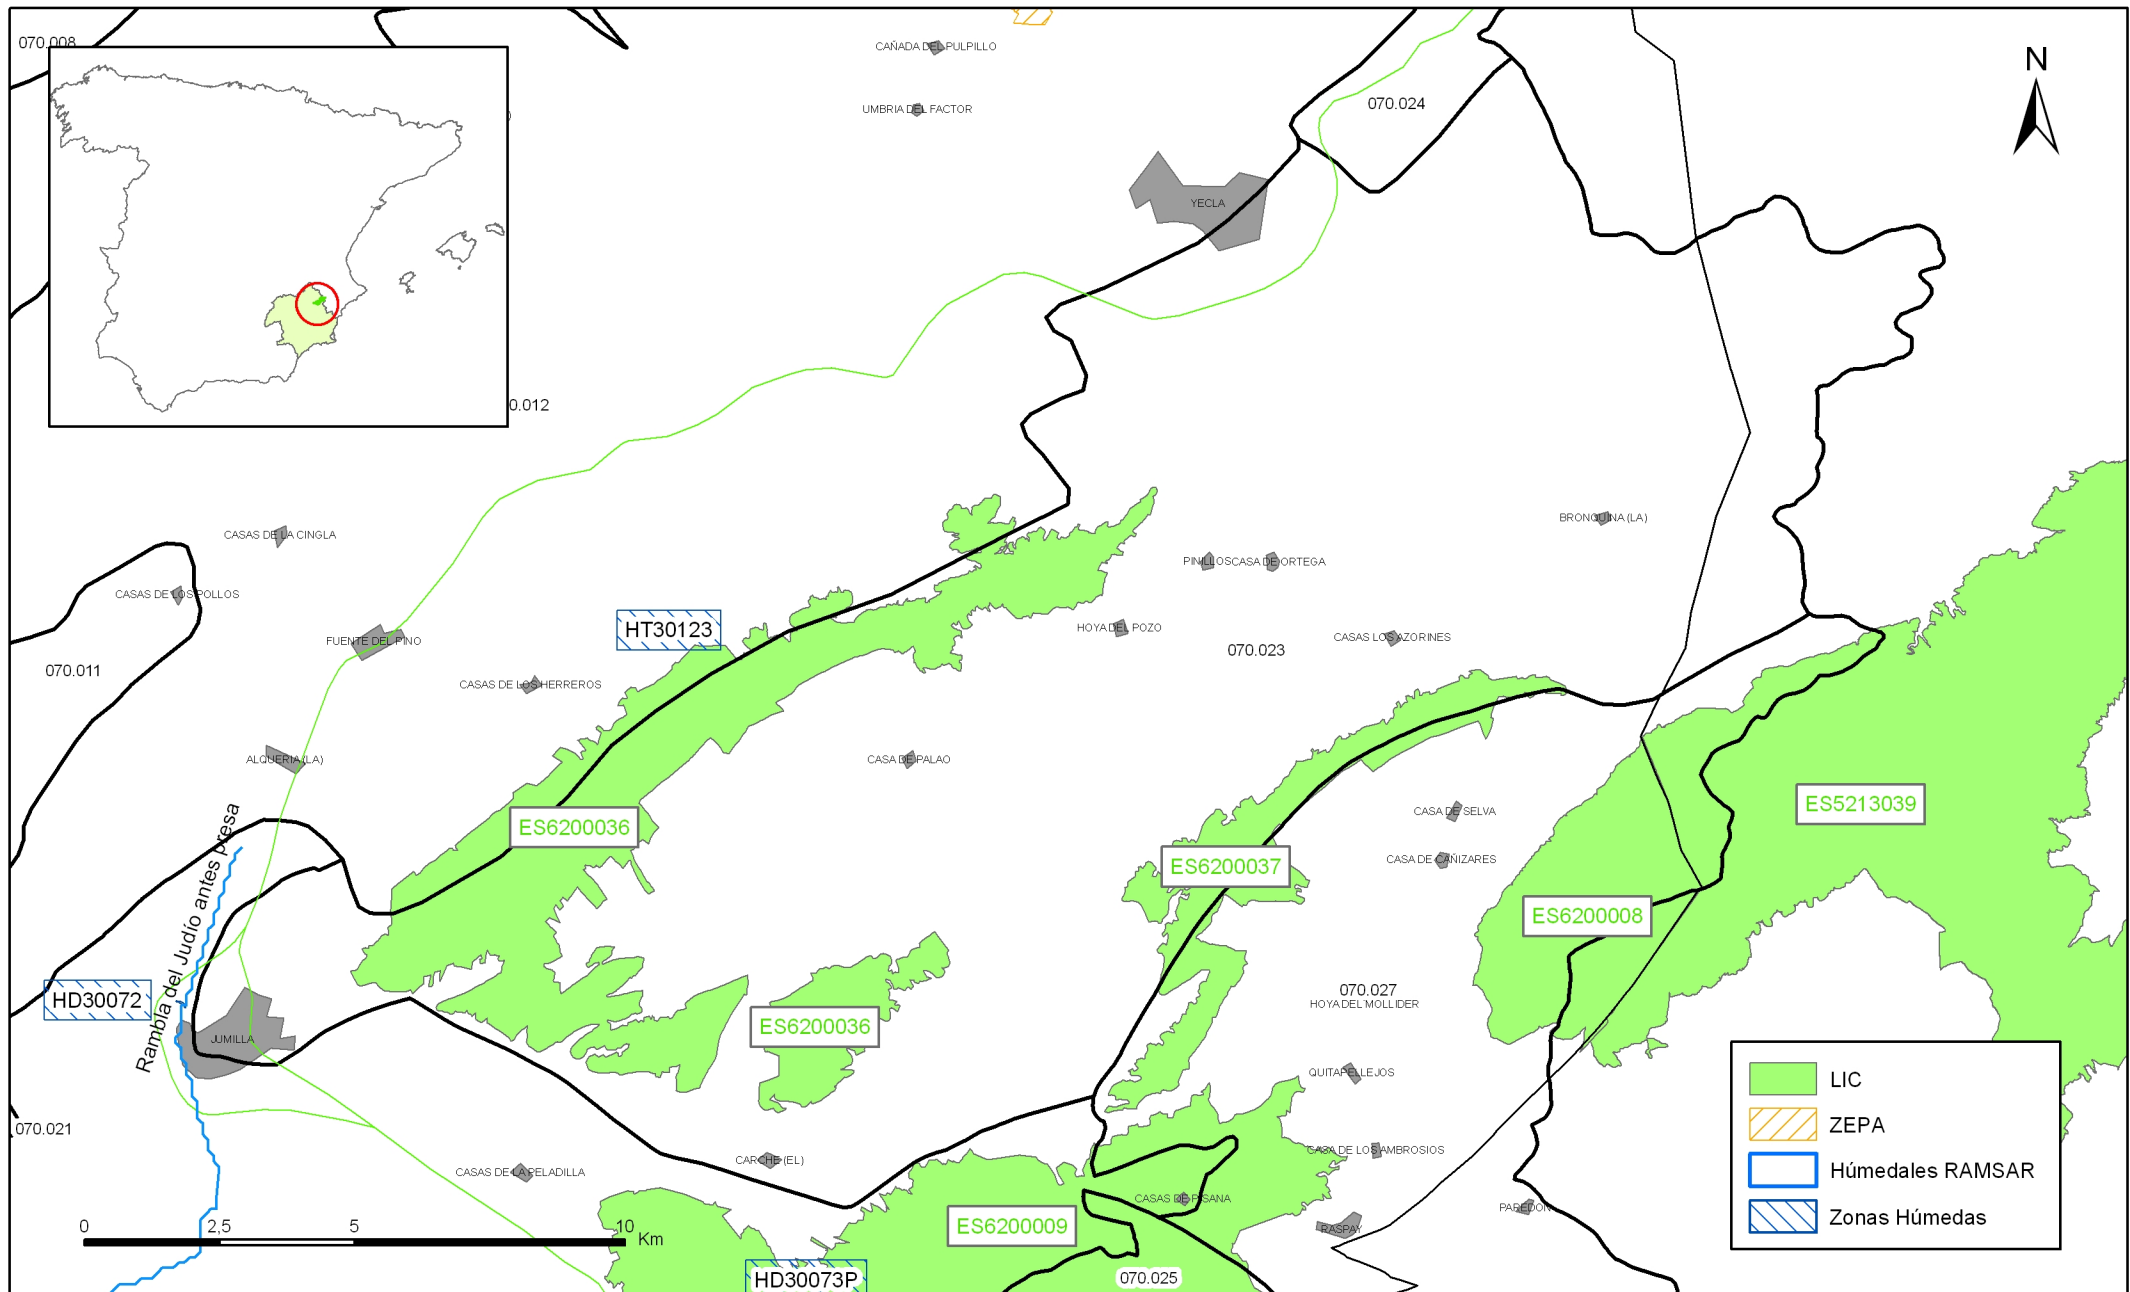 070.008
CAÑADA DEL PULPILLO
N
UMBRIA DEL FACTOR
070.024
YECLA
0.012
CASAS DE LA CINGLA
BRONQUINA (LA)
PINILLOS
CASA DE ORTEGA
CASAS DE LOS POLLOS
HT30123
HOYA DEL POZO
CASAS LOS AZORINES
FUENTE DEL PINO
070.023
070.011
CASAS DE LOS HERREROS
ALQUERIA (LA)
CASA DE PALAO
ES5213039
CASA DE SELVA
ES6200036
CASA DE CAÑIZARES
ES6200037
ES6200008
Rambla del Judío antes presa
HD30072
070.027
HOYA DEL MOLLIDER
ES6200036
JUMILLA
QUITAPELLEJOS
LIC
070.021
ZEPA
CASA DE LOS AMBROSIOS
CARCHE (EL)
CASAS DE LA PELADILLA
Húmedales RAMSAR
CASAS DE PISANA
PAREDON
Zonas Húmedas
ES6200009
RASPAY
0 2,5 5 10
Km
HD30073P
070.025